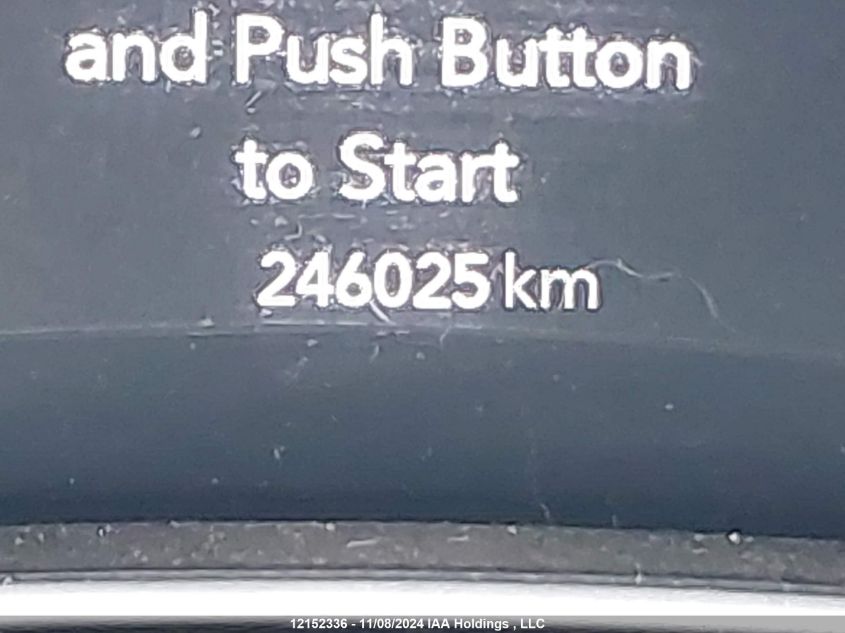 and Push Button
to Start
246025 km
12152336 - 11/08/2024 IAA Holdings , LLC